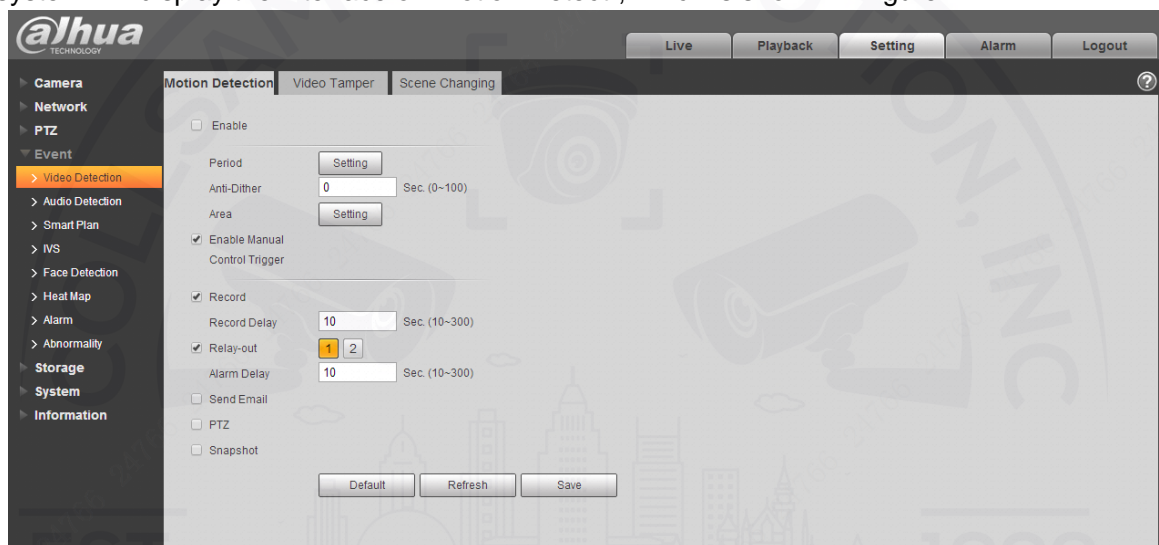 alhua
TECHNOLOGY
Live Playback Setting Alarm Logout
Camera
Network
PTZ
Event
> Video Detection
> Audio Detection
> Smart Plan
> IVS
> Face Detection
> Heat Map
> Alarm
> Abnormality
Storage
System
Information
Motion Detection Video Tamper Scene Changing
?
Enable
Period Setting
Anti-Dither 0 Sec. (0~100)
Area Setting
Enable Manual
Control Trigger
Record
Record Delay 10 Sec. (10~300)
Relay-out 1 2
Alarm Delay 10 Sec. (10~300)
Send Email
PTZ
Snapshot
Default Refresh Save